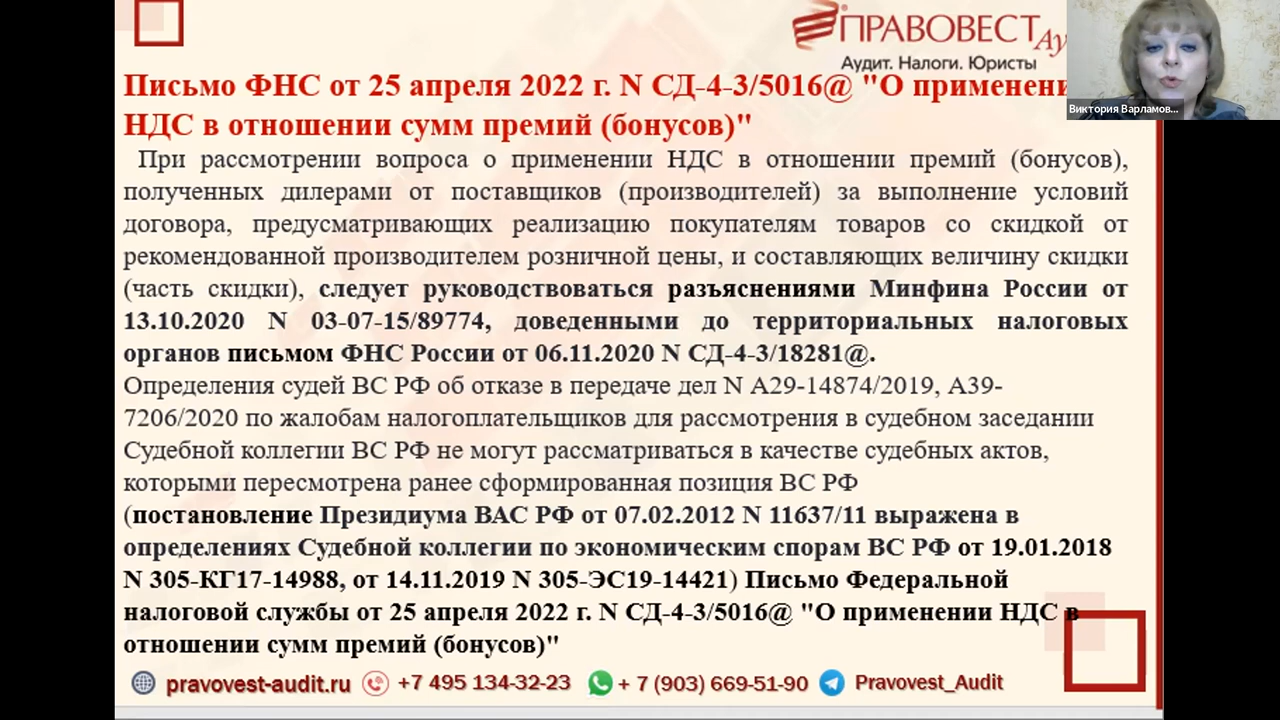 ПРАВОВЕСТ Ау
Аудит. Налоги. Юристы
Виктория Варламов...
Письмо ФНС от 25 апреля 2022 г. N СД-4-3/5016@ "О применени
НДС в отношении сумм премий (бонусов)"
При рассмотрении вопроса о применении НДС в отношении премий (бонусов),
полученных дилерами от поставщиков (производителей) за выполнение условий
договора, предусматривающих реализацию покупателям товаров со скидкой от
рекомендованной производителем розничной цены, и составляющих величину скидки
(часть скидки), следует руководствоваться разъяснениями Минфина России от
13.10.2020 N 03-07-15/89774, доведенными до территориальных налоговых
органов письмом ФНС России от 06.11.2020 N СД-4-3/18281@.
Определения судей ВС РФ об отказе в передаче дел N А29-14874/2019, А39-
7206/2020 по жалобам налогоплательщиков для рассмотрения в судебном заседании
Судебной коллегии ВС РФ не могут рассматриваться в качестве судебных актов,
которыми пересмотрена ранее сформированная позиция ВС РФ
(постановление Президиума ВАС РФ от 07.02.2012 N 11637/11 выражена в
определениях Судебной коллегии по экономическим спорам ВС РФ от 19.01.2018
N 305-КГ17-14988, от 14.11.2019 N 305-ЭС19-14421) Письмо Федеральной
налоговой службы от 25 апреля 2022 г. N СД-4-3/5016@ "О применении НДС в
отношении сумм премий (бонусов)"
pravovest-audit.ru +7 495 134-32-23 + 7 (903) 669-51-90 Pravovest_Audit